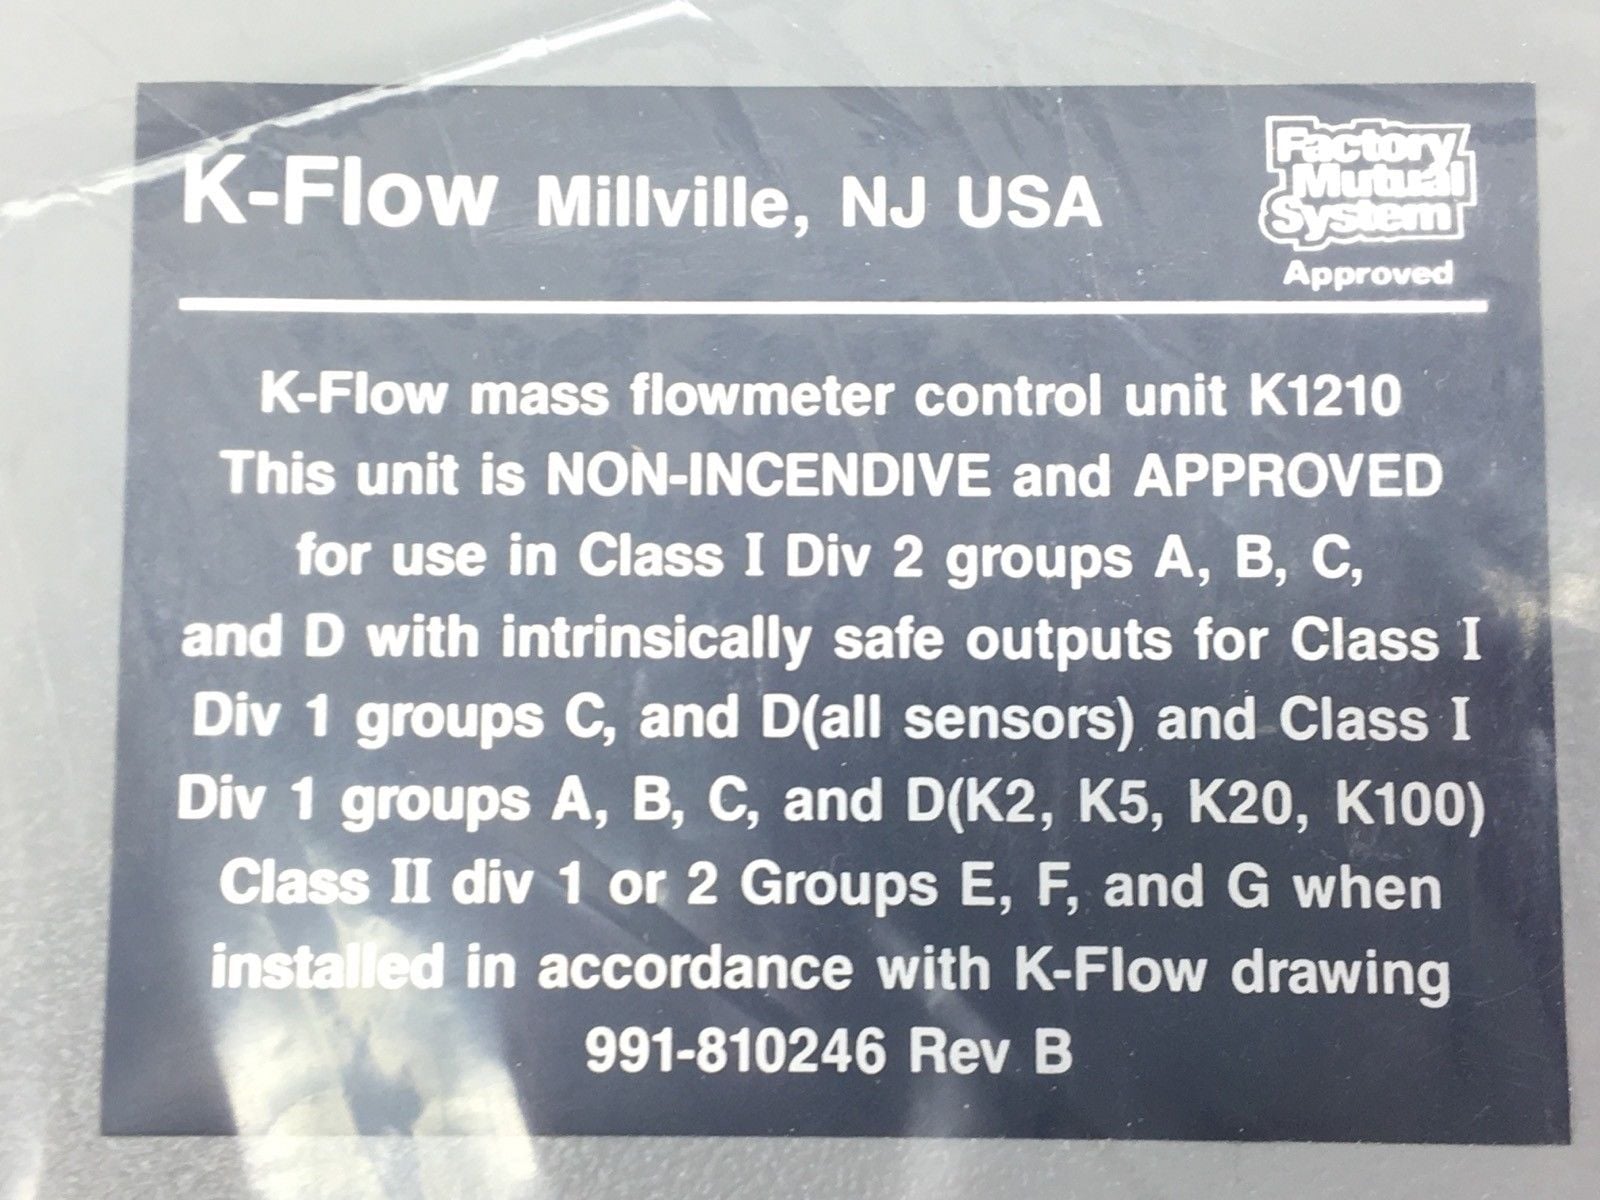 K-Flow Millville, NJ USA
Factory
Mutual
System
Approved
K-Flow mass flowmeter control unit K1210
This unit is NON-INCENDIVE and APPROVED
for use in Class I Div 2 groups A, B, C,
and D with intrinsically safe outputs for Class I
Div 1 groups C, and D(all sensors) and Class I
Div 1 groups A, B, C, and D(K2, K5, K20, K100)
Class II div 1 or 2 Groups E, F, and G when
installed in accordance with K-Flow drawing
991-810246 Rev B